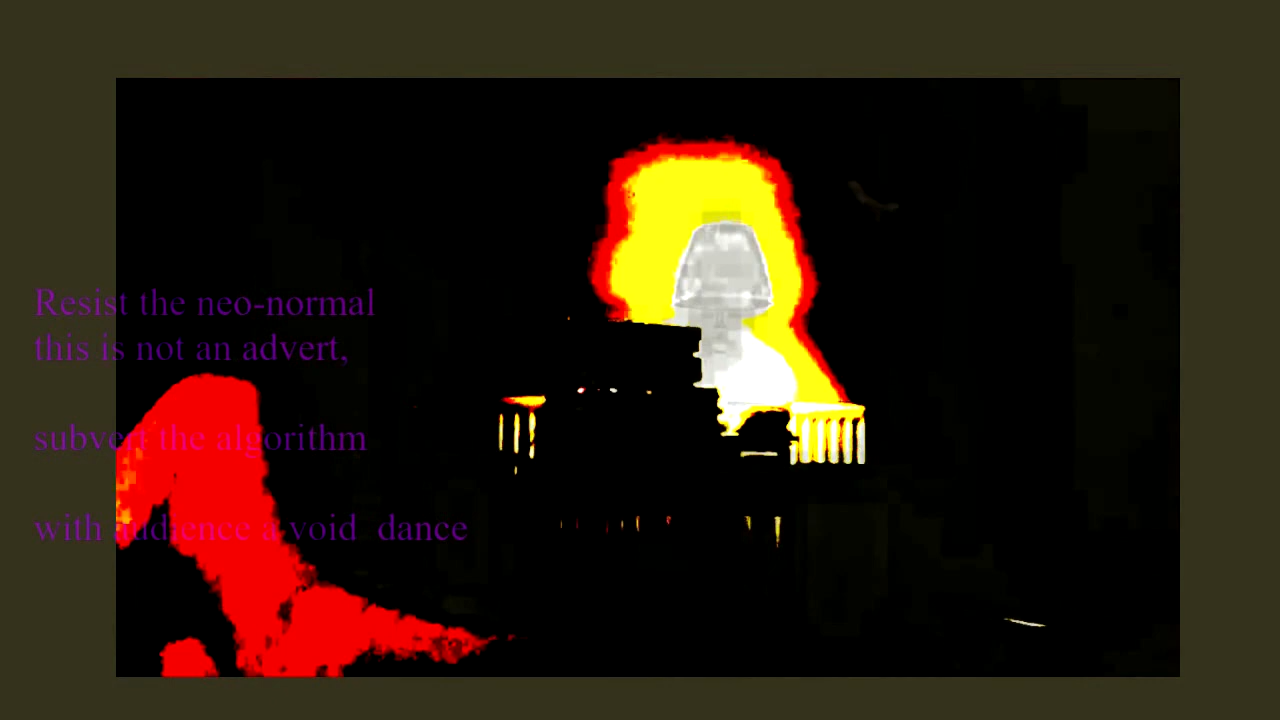 Resist the neo-normal
this is not an advert,
subvert the algorithm
with audience a void  dance